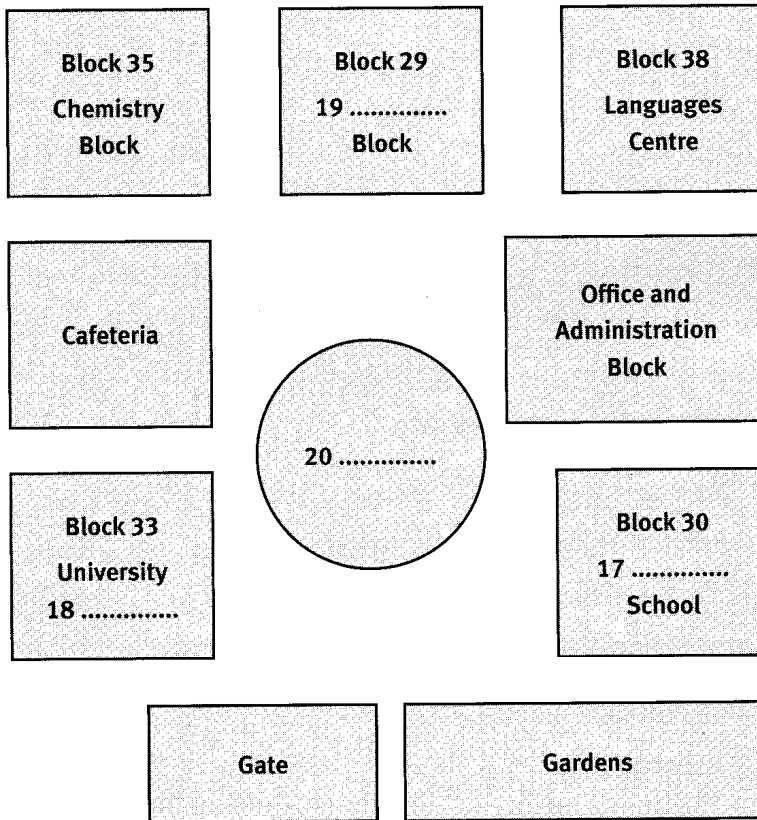 Block 35
Chemistry
Block
Block 29
19 ..............
Block
Block 38
Languages
Centre
Cafeteria
Office and
Administration
Block
20 ..............
Block 33
University
18 ..............
Block 30
17 ..............
School
Gate
Gardens